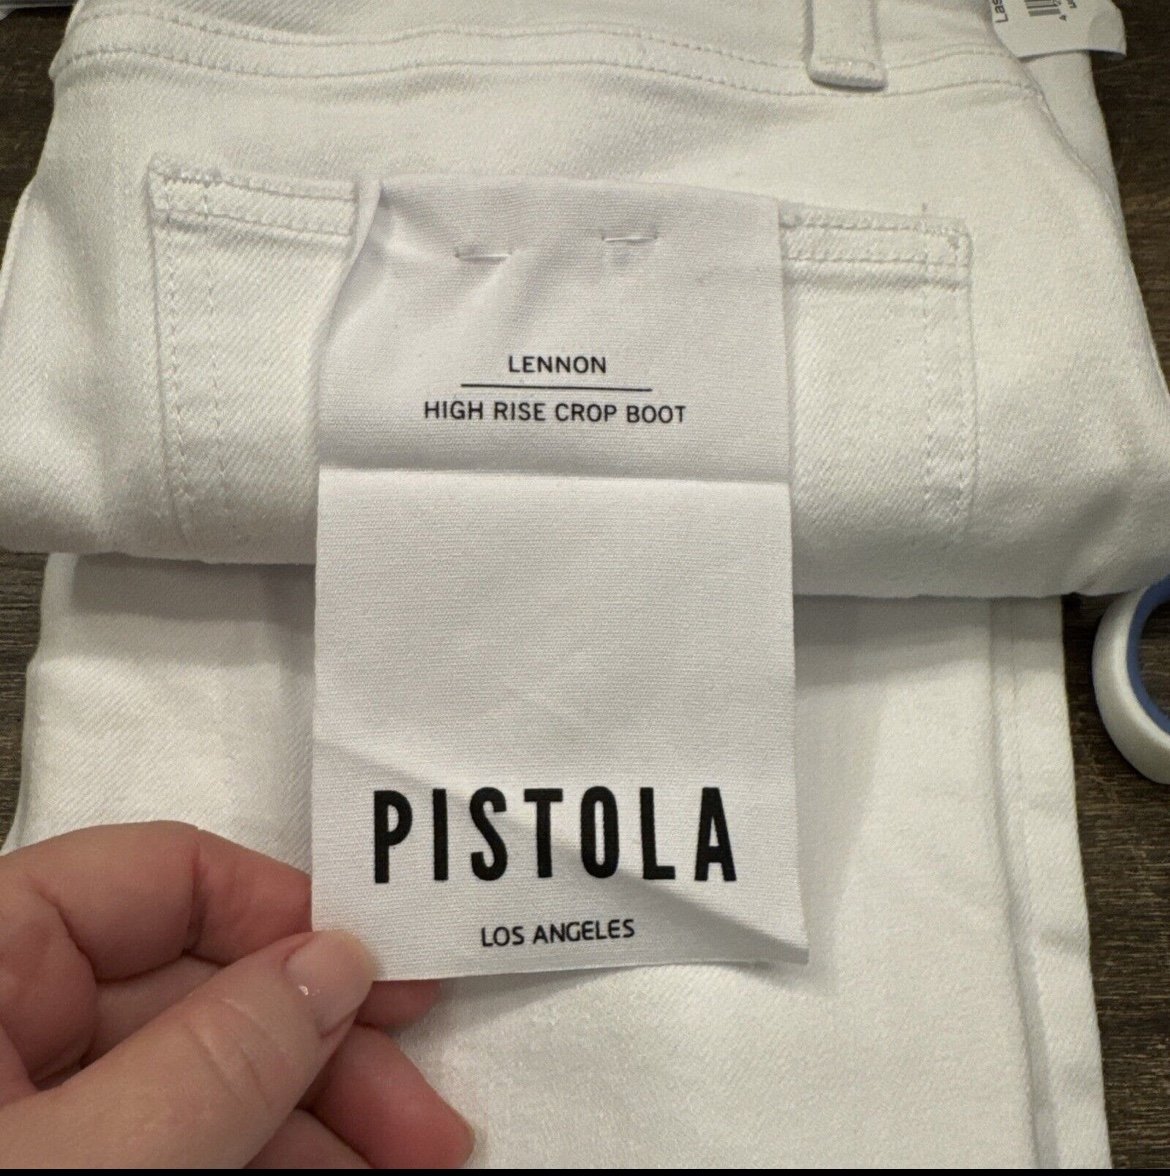 LENNON
HIGH RISE CROP BOOT
PISTOLA
LOS ANGELES